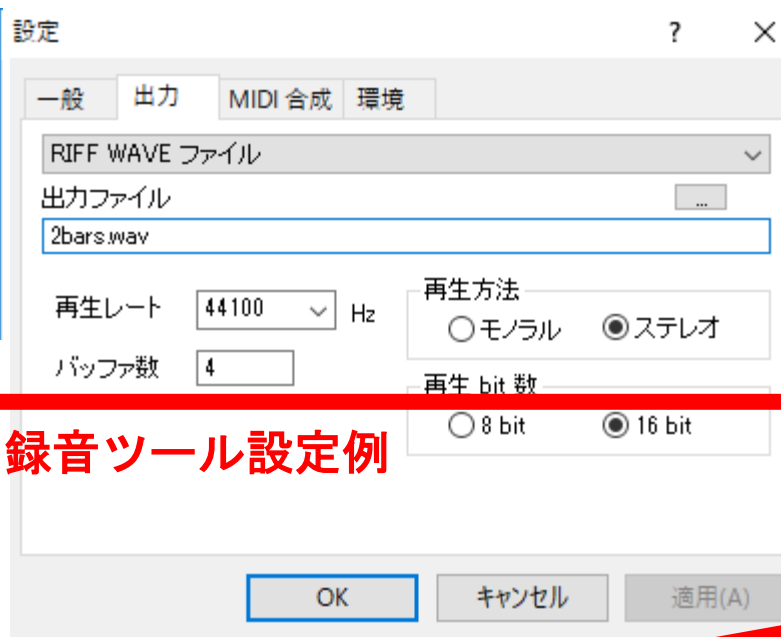 設定
一般 出力 MIDI 合成 環境
RIFF WAVE ファイル
出力ファイル ...
2bars.wav
再生レート 44100 Hz
バッファ数 4
再生方法
モノラル ステレオ
再生 bit 数
8 bit 16 bit
録音ツール設定例
OK キャンセル 適用(A)